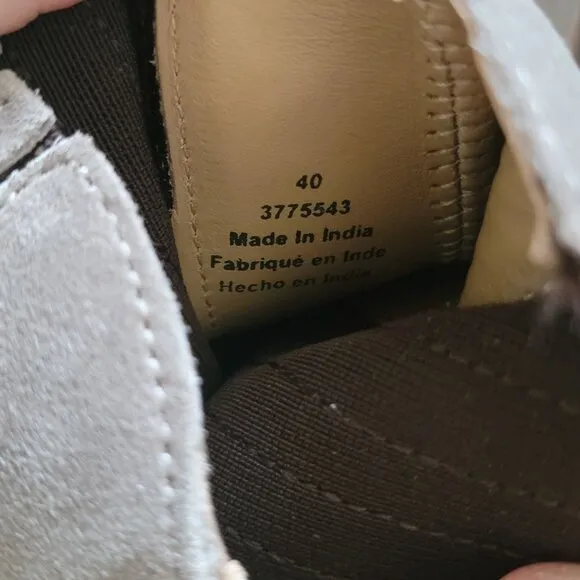 40
3775543
Made In India
Fabriqué en Inde
Hecho en India